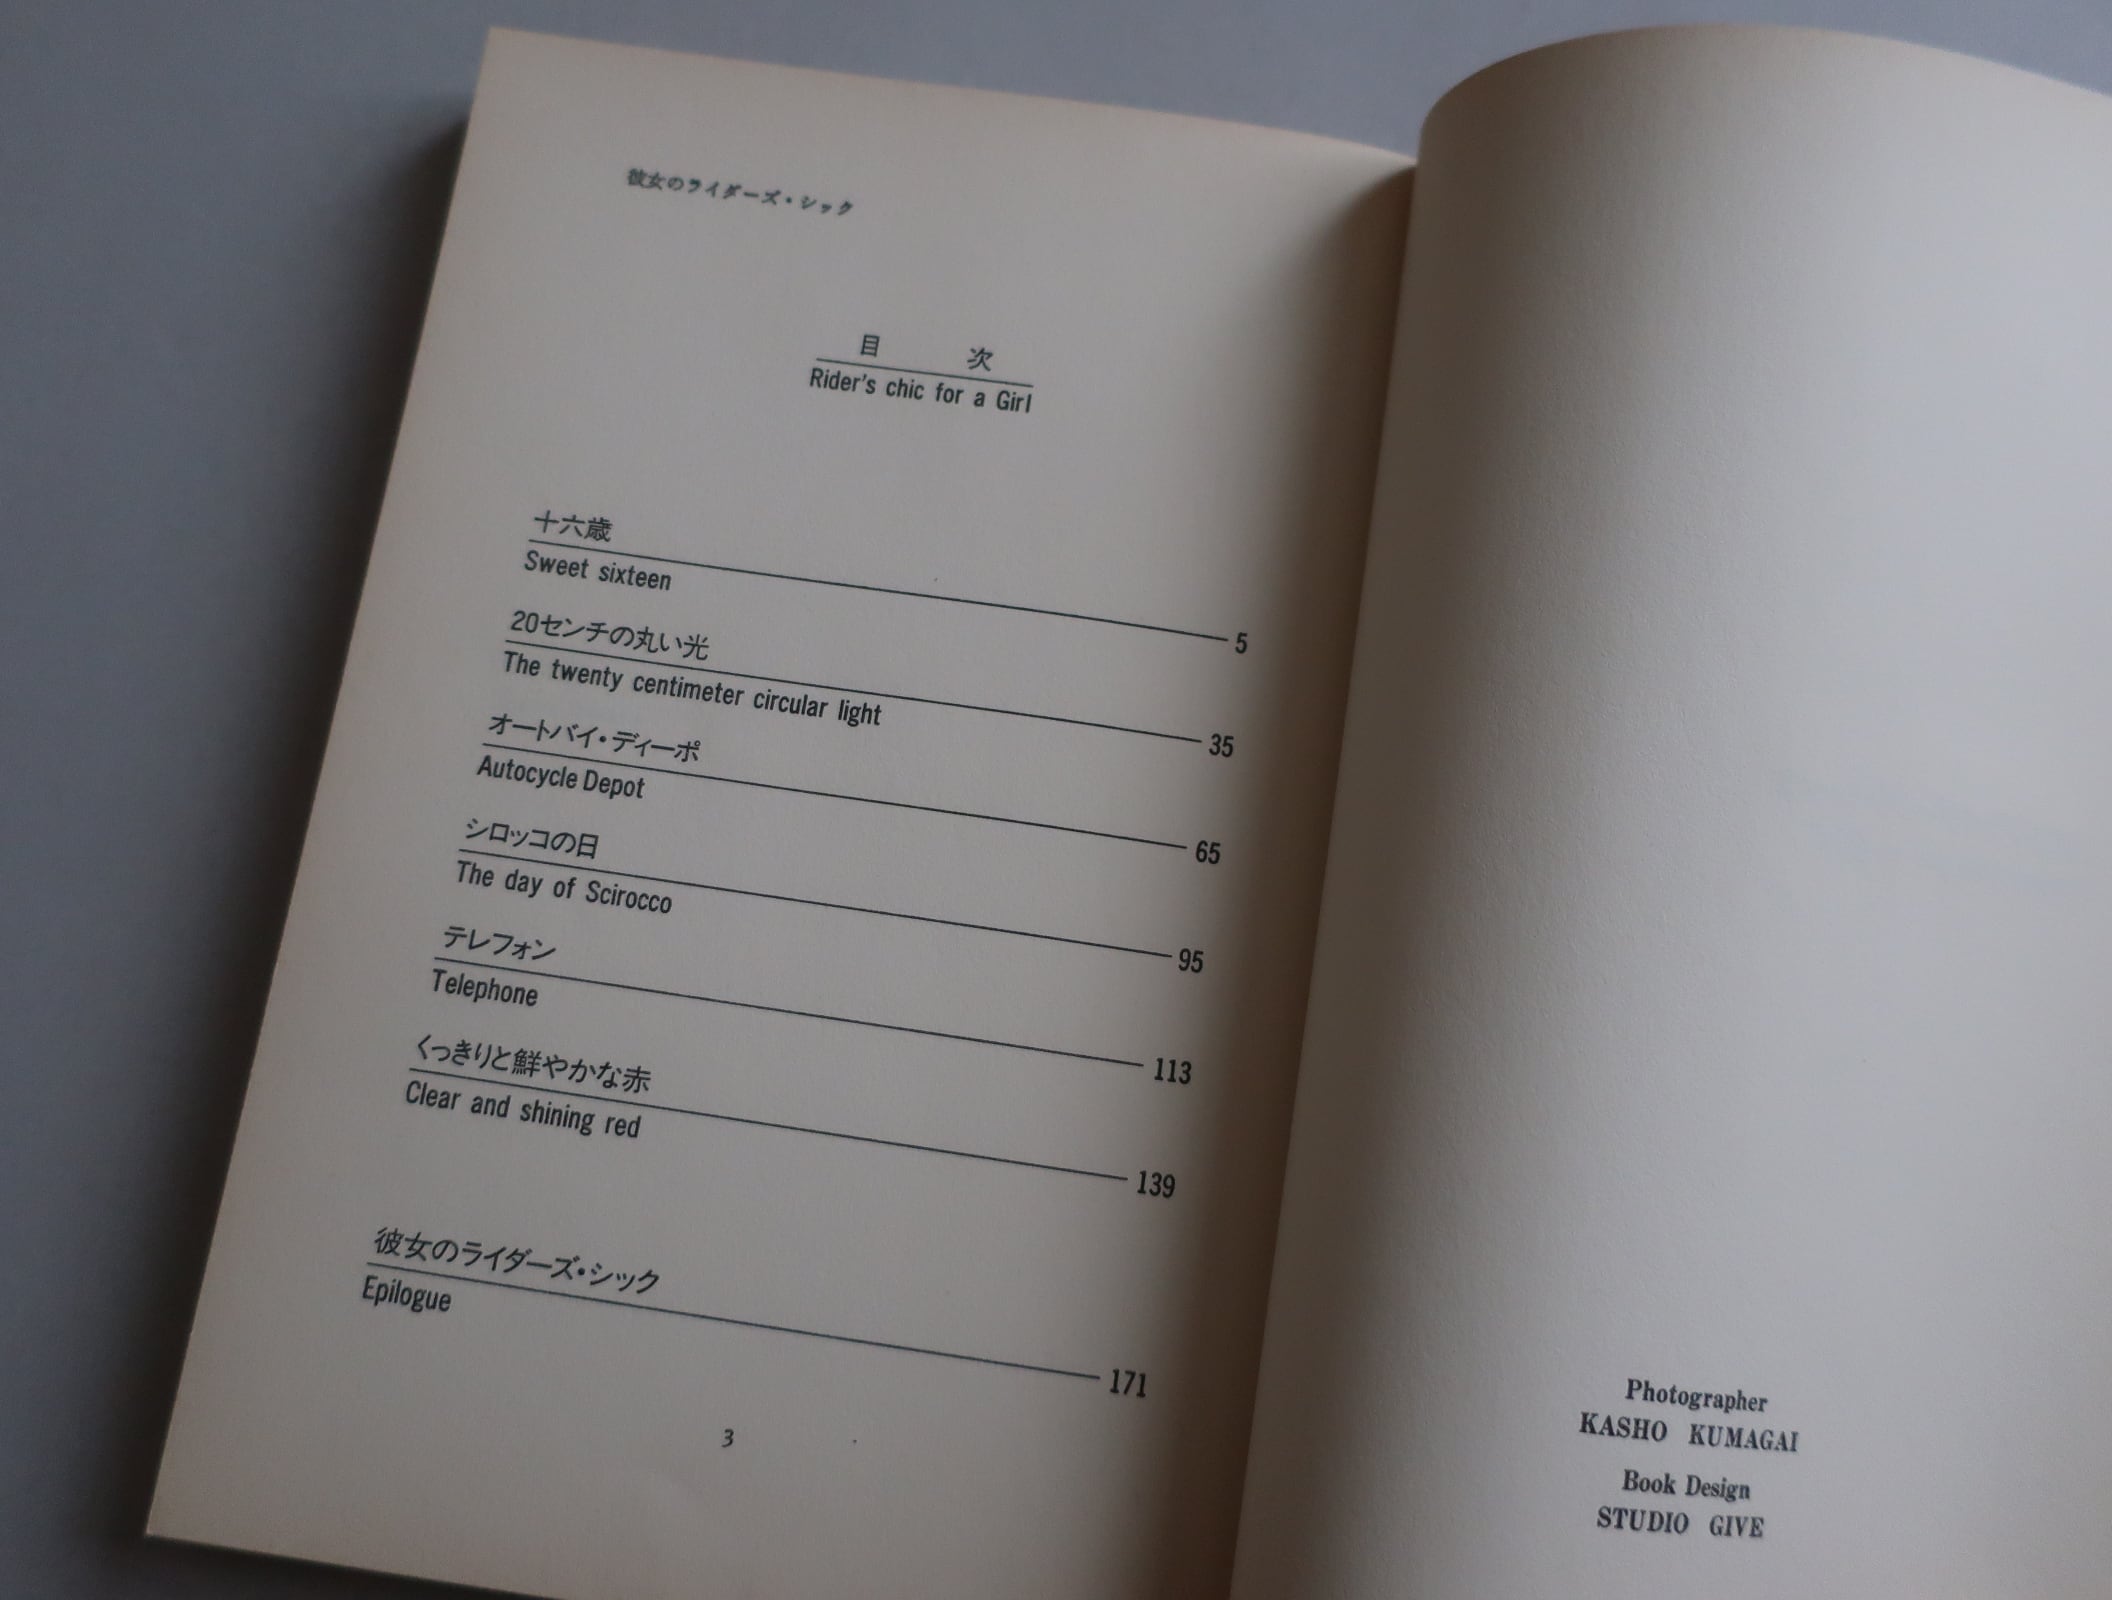 彼女のライダーズ・シック
目 次
Rider's chic for a Girl
十六歳
Sweet sixteen
5
20センチの丸い光
The twenty centimeter circular light
35
オートバイ・ディーポ
Autocycle Depot
65
シロッコの日
The day of Scirocco
95
テレフォン
Telephone
113
くっきりと鮮やかな赤
Clear and shining red
139
彼女のライダーズ・シック
Epilogue
171
3
Photographer
KASHO KUMAGAI
Book Design
STUDIO GIVE